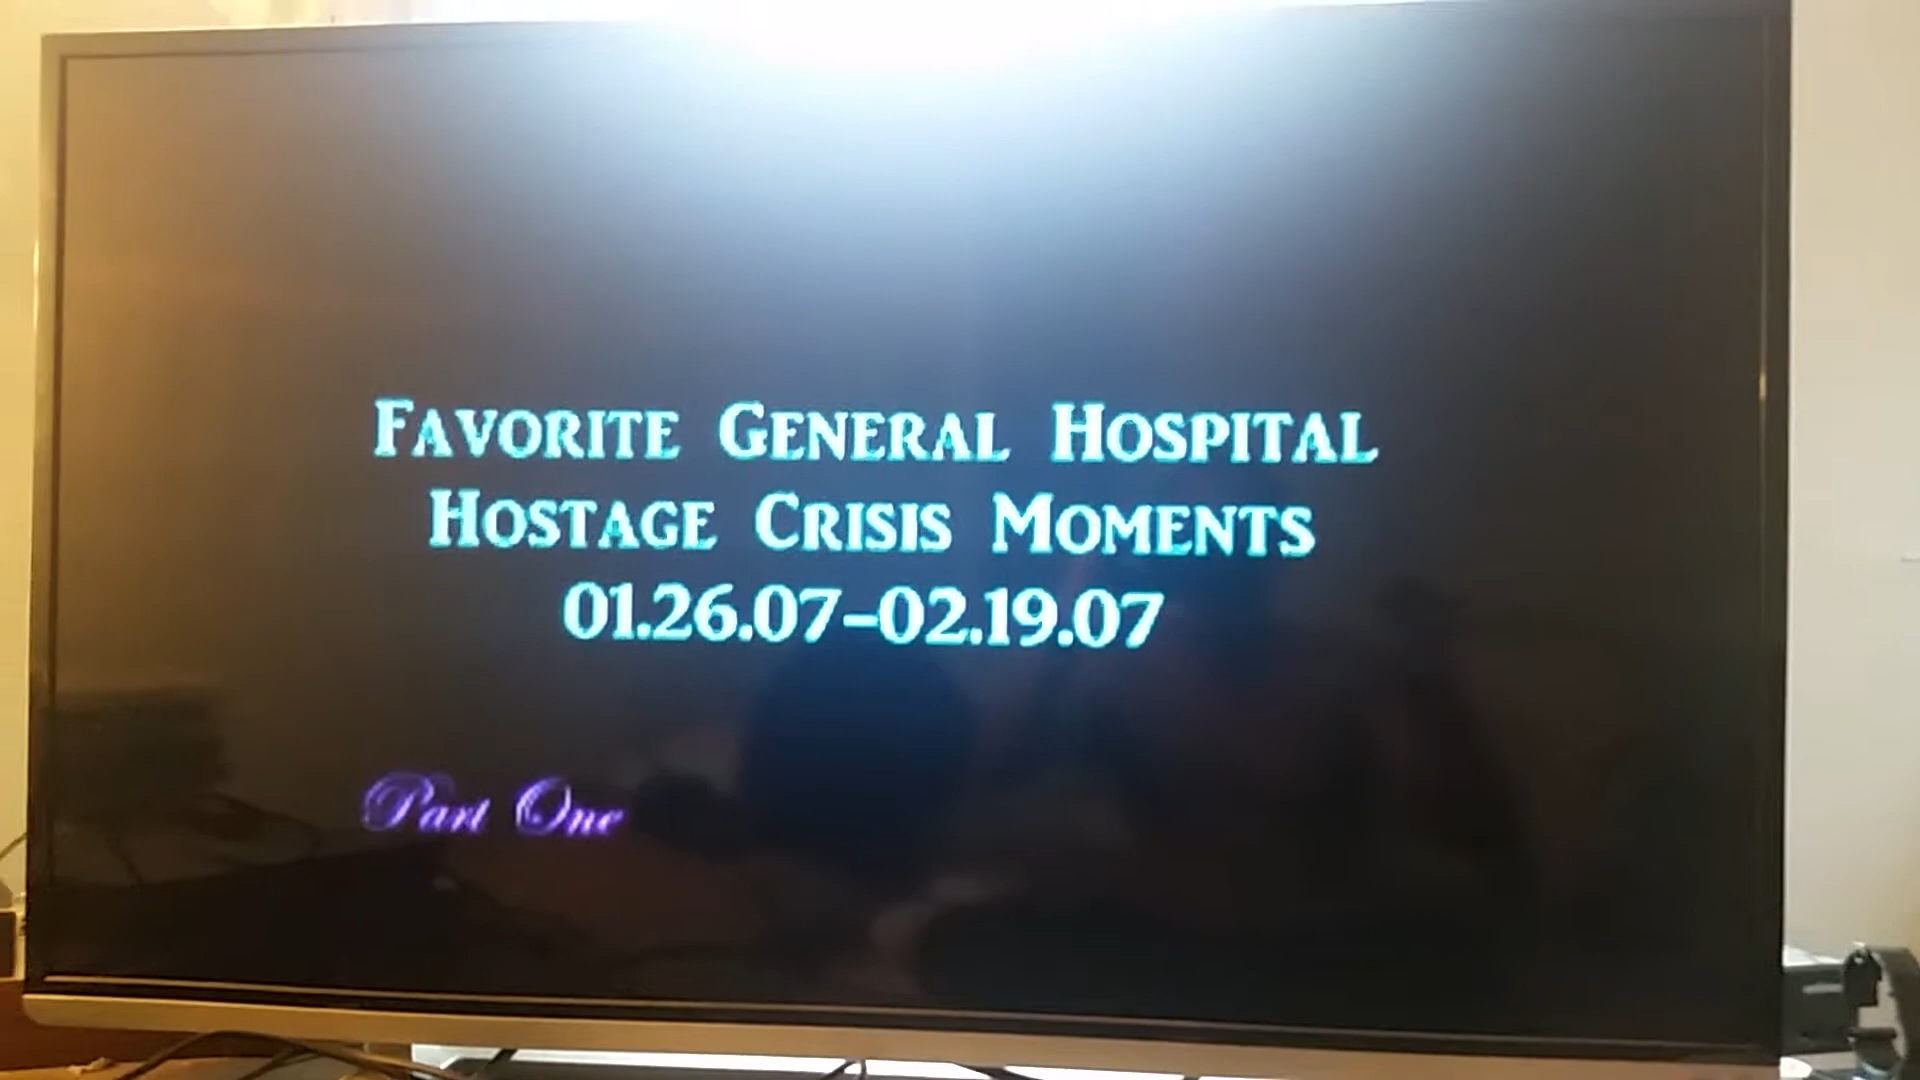 Favorite General Hospital
Hostage Crisis Moments
01.26.07-02.19.07
Part One